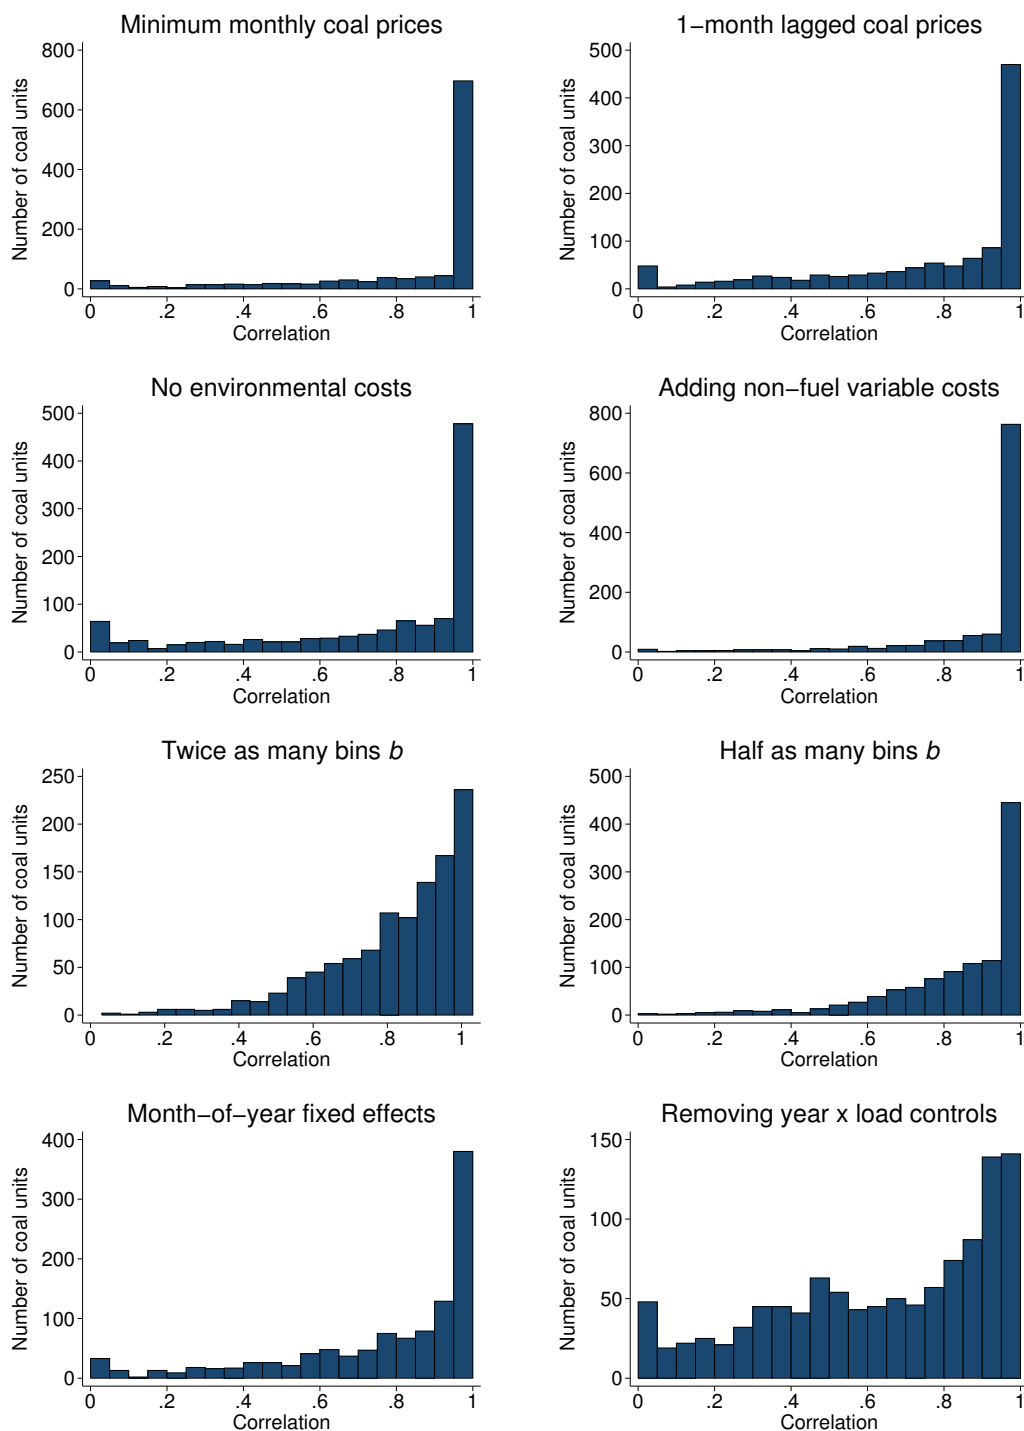 Minimum monthly coal prices
Number of coal units
800
600
400
200
0
0 .2 .4 .6 .8 1
Correlation
1−month lagged coal prices
Number of coal units
500
400
300
200
100
0
0 .2 .4 .6 .8 1
Correlation
No environmental costs
Number of coal units
500
400
300
200
100
0
0 .2 .4 .6 .8 1
Correlation
Adding non−fuel variable costs
Number of coal units
800
600
400
200
0
0 .2 .4 .6 .8 1
Correlation
Twice as many bins b
Number of coal units
250
200
150
100
50
0
0 .2 .4 .6 .8 1
Correlation
Half as many bins b
Number of coal units
500
400
300
200
100
0
0 .2 .4 .6 .8 1
Correlation
Month−of−year fixed effects
Number of coal units
400
300
200
100
0
0 .2 .4 .6 .8 1
Correlation
Removing year x load controls
Number of coal units
150
100
50
0
0 .2 .4 .6 .8 1
Correlation